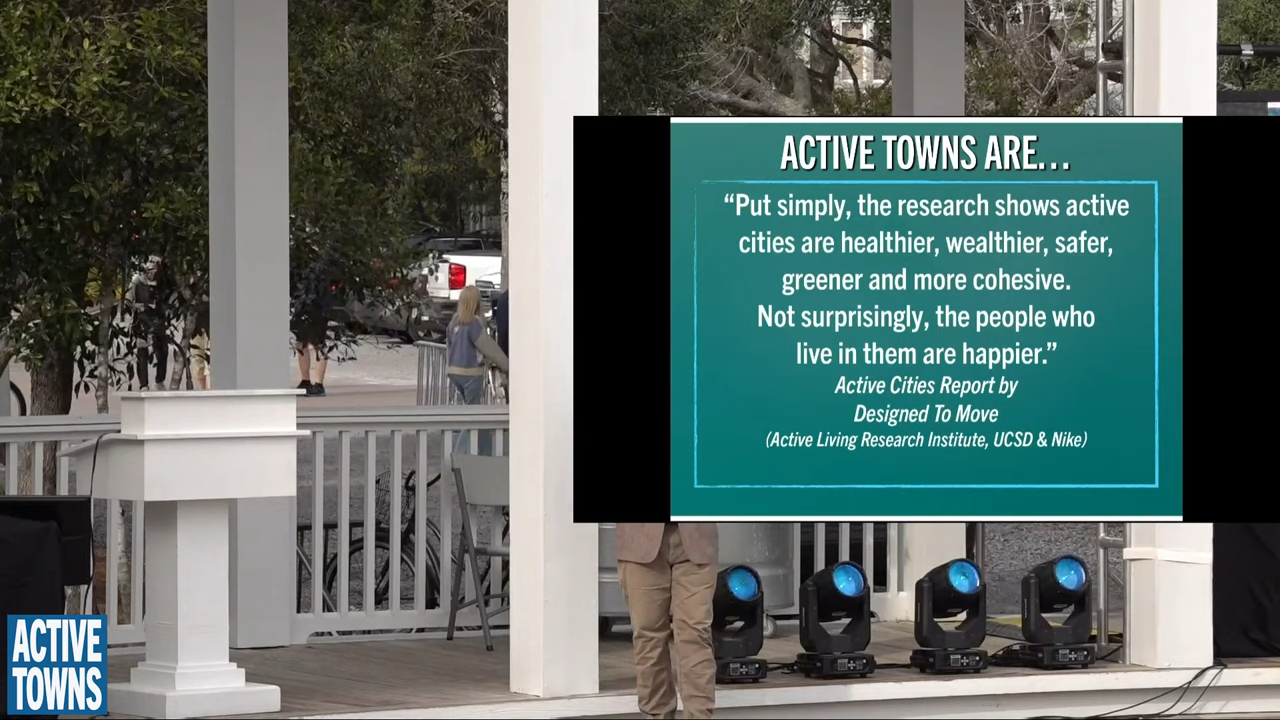 ACTIVE TOWNS ARE...
“Put simply, the research shows active
cities are healthier, wealthier, safer,
greener and more cohesive.
Not surprisingly, the people who
live in them are happier.”
Active Cities Report by
Designed To Move
(Active Living Research Institute, UCSD & Nike)
ACTIVE
TOWNS